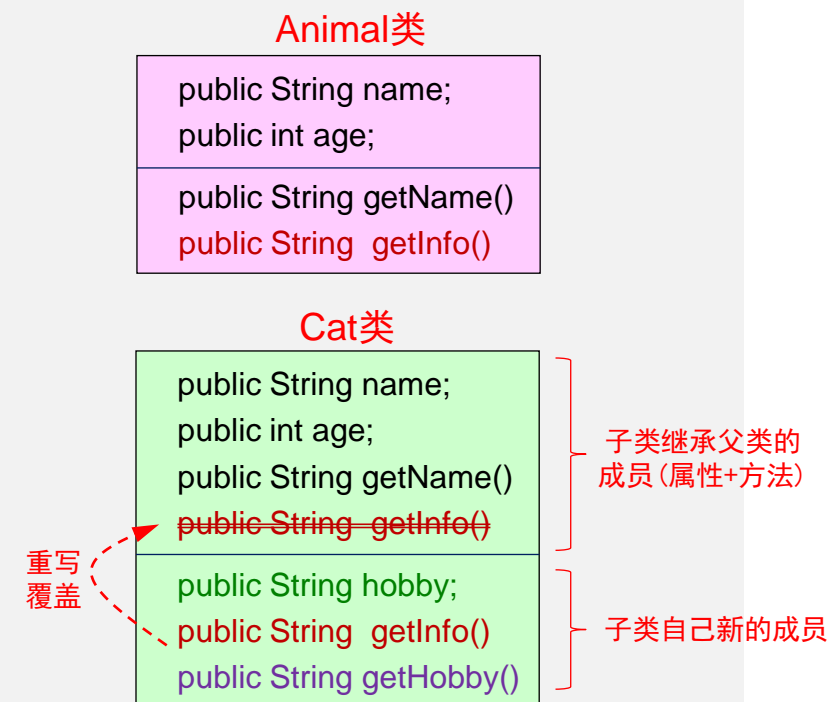 Animal类
public String name;
public int age;
public String getName()
public String getInfo()
Cat类
public String name;
public int age;
public String getName()
public String getInfo()
子类继承父类的
成员(属性+方法)
重写
覆盖
public String hobby;
public String getInfo()
public String getHobby()
子类自己新的成员